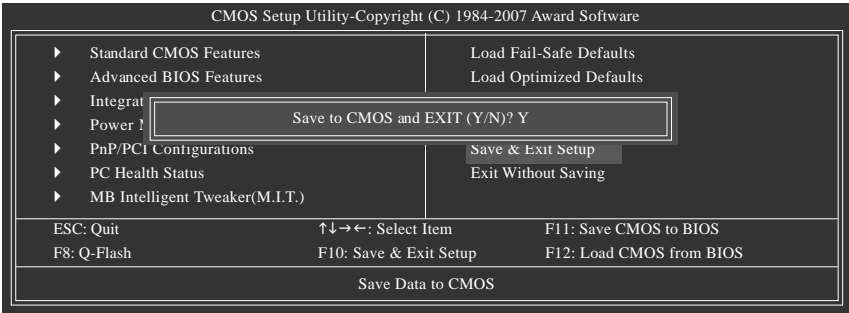 CMOS Setup Utility-Copyright (C) 1984-2007 Award Software
Standard CMOS Features
Advanced BIOS Features
Power
PnP/PCI Configurations
PC Health Status
MB Intelligent Tweaker(M.I.T.)
Load Fail-Safe Defaults
Load Optimized Defaults
Save to CMOS and EXIT (Y/N)? Y
Save & Exit Setup
Exit Without Saving
ESC: Quit ↑↓→←: Select Item F11: Save CMOS to BIOS
F8: Q-Flash F10: Save & Exit Setup F12: Load CMOS from BIOS
Save Data to CMOS